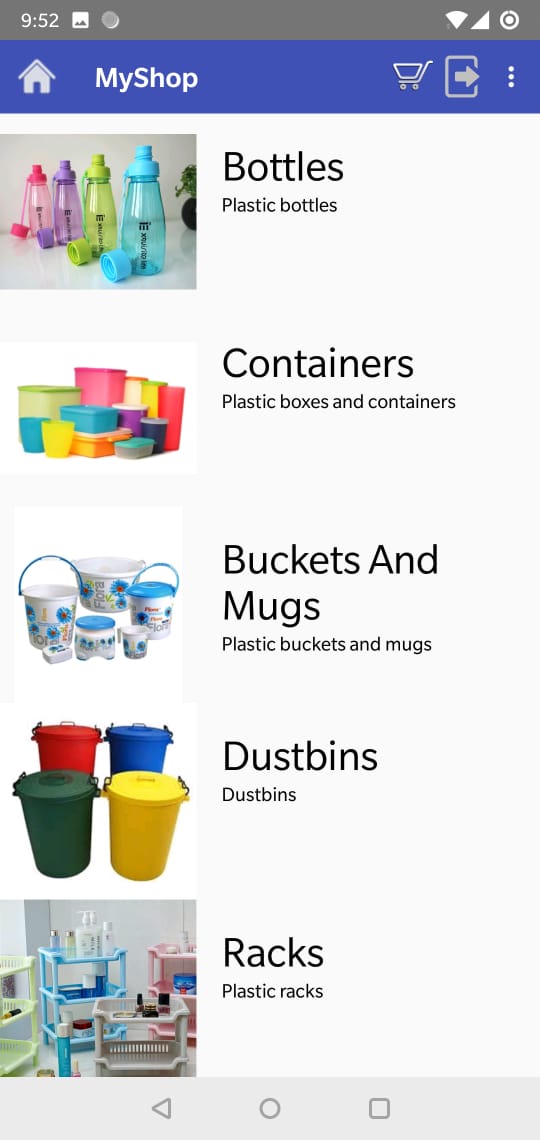 9:52
MyShop
Bottles
Plastic bottles
Containers
Plastic boxes and containers
Buckets And
Mugs
Plastic buckets and mugs
Flora
Dustbins
Dustbins
Racks
Plastic racks